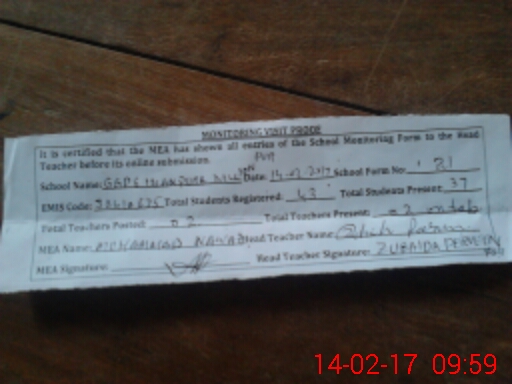 MONITORING VISIT PROOF
It is certified that the MEA has shown all entries of the School Monitoring Form to the Head
Teacher before its online submission.
School Name: GGPS Date: 14-02-2017 School Form No: 21
EMIS Code: Total Students Registered: 43 Total Students Present: 37
Total Teachers Posted: 02 Total Teachers Present: 02
MEA Name: MUHAMMAD NAWAZ Head Teacher Name:
MEA Signature: Head Teacher Signature: ZUBAIDA PERVEEN
14-02-17 09:59